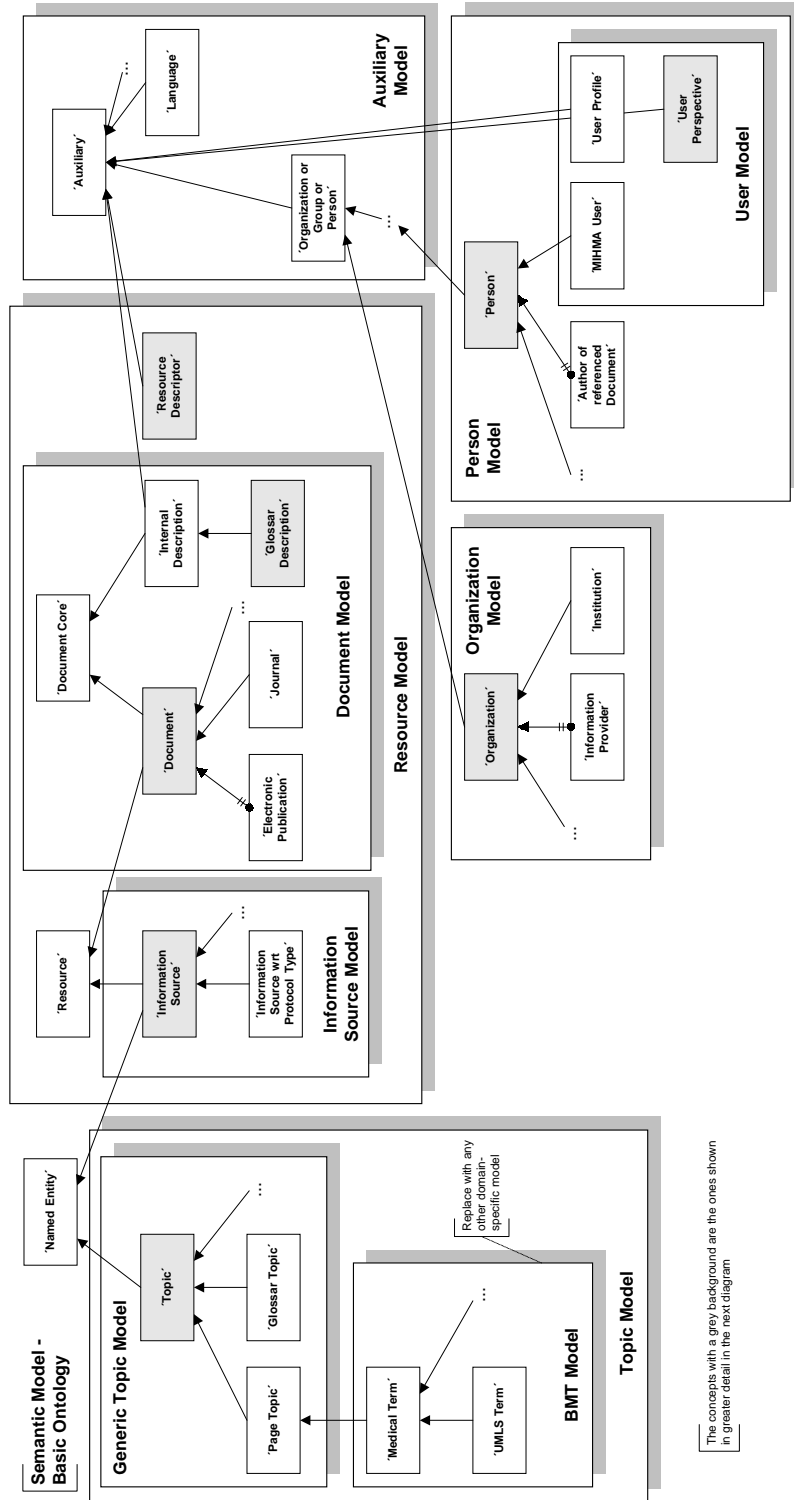 Semantic Model -
Basic Ontology
´Named Entity´
Generic Topic Model
´Topic´
´Page Topic´
´Glossar Topic´
...
´Medical Term´
´UMLS Term´
...
BMT Model
Topic Model
Replace with any
other domain-
specific model
The concepts with a grey background are the ones shown
in greater detail in the next diagram
´Resource´
´Information
Source´
´Information
Source wrt
Protocol Type´
...
Information
Source Model
´Document Core´
´Document´
´Internal
Description´
´Electronic
Publication´
´Journal´
...
´Glossar
Description´
Document Model
´Resource
Descriptor´
Resource Model
´Auxiliary´
...
´Language´
´Organization or
Group or
Person´
...
Auxiliary
Model
Organization
Model
´Organization´
...
´Information
Provider´
´Institution´
Person
Model
´Person´
...
´Author of
referenced
Document´
´MIHMA User´
´User Profile´
´User
Perspective´
User Model